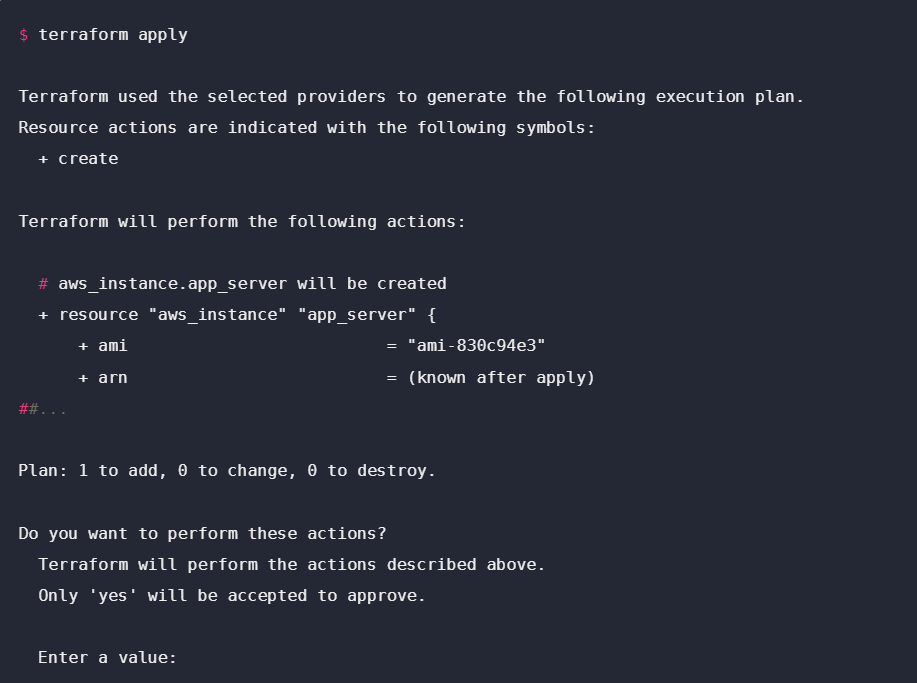 $ terraform apply
Terraform used the selected providers to generate the following execution plan.
Resource actions are indicated with the following symbols:
+ create
Terraform will perform the following actions:
# aws_instance.app_server will be created
+ resource "aws_instance" "app_server" {
+ ami = "ami-830c94e3"
+ arn = (known after apply)
##...
Plan: 1 to add, 0 to change, 0 to destroy.
Do you want to perform these actions?
Terraform will perform the actions described above.
Only 'yes' will be accepted to approve.
Enter a value: